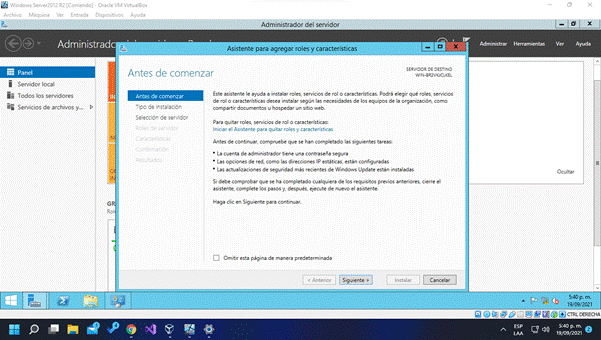 Windows Server2012 R2 [Corriendo] - Oracle VM VirtualBox
Archivo Máquina Ver Entrada Dispositivos Ayuda
Administrador del servidor
Administrar Herramientas Ver Ayuda
Panel
Servidor local
Todos los servidores
Servicios de archivos y...
Asistente para agregar roles y características
Antes de comenzar
SERVIDOR DE DESTINO
Antes de comenzar
Tipo de instalación
Selección de servidor
Roles de servidor
Características
Confirmación
Resultados
Este asistente le ayuda a instalar roles, servicios de rol o características. Podrá elegir qué roles, servicios
de rol o características desea instalar según las necesidades de los equipos de la organización, como
compartir documentos u hospedar un sitio web.
Para quitar roles, servicios de rol o características:
Iniciar el Asistente para quitar roles y características
Antes de continuar, compruebe que se han completado las siguientes tareas:
• La cuenta de administrador tiene una contraseña segura
• Las opciones de red, como las direcciones IP estáticas, están configuradas
• Las actualizaciones de seguridad más recientes de Windows Update están instaladas
Si debe comprobar que se ha completado cualquiera de los requisitos previos anteriores, cierre el
asistente, complete los pasos y, después, ejecute de nuevo el asistente.
Haga clic en Siguiente para continuar.
Omitir esta página de manera predeterminada
< Anterior Siguiente > Instalar Cancelar
Ocultar
5:40 p. m.
19/09/2021
CTRL DERECHA
ESP
LAA
5:40 p. m.
19/09/2021